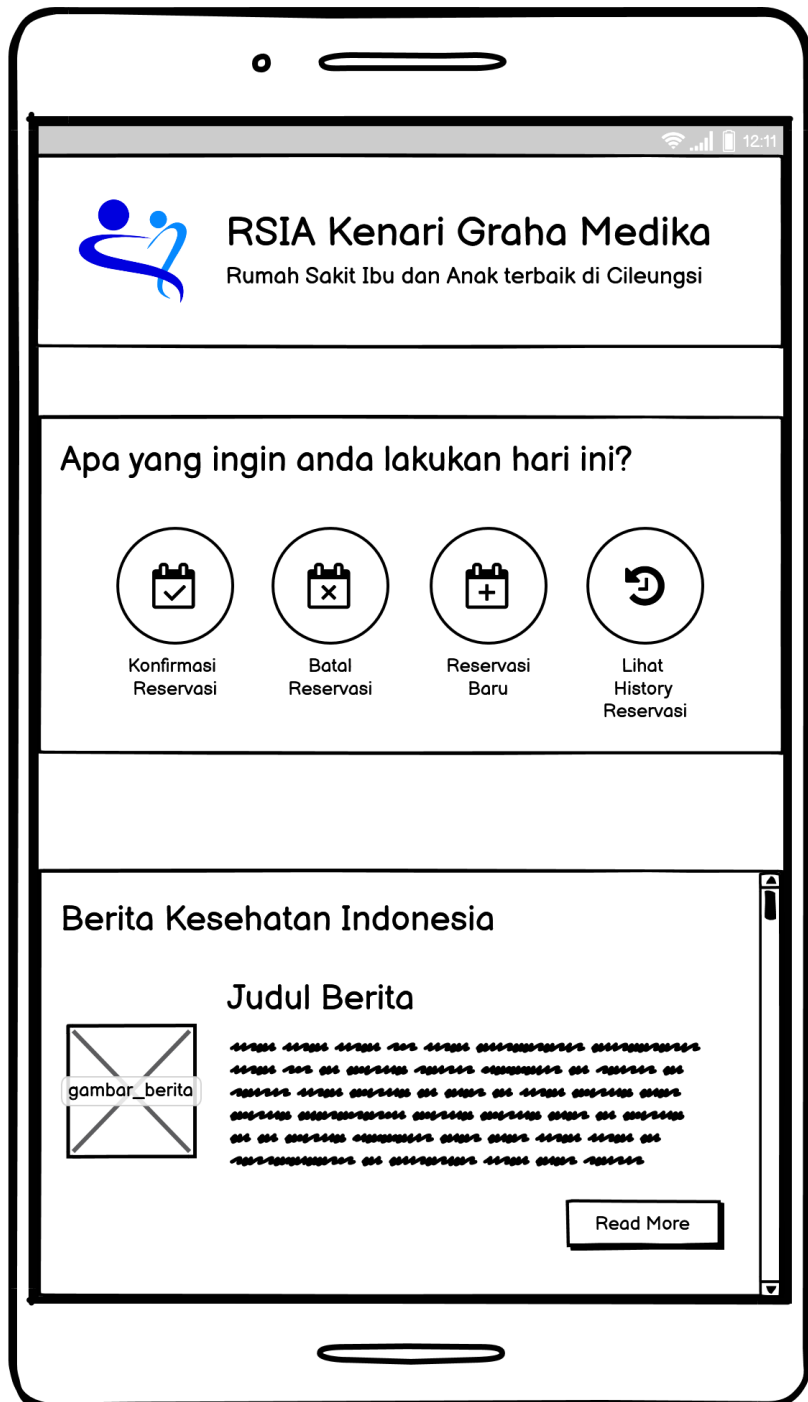 12:11
RSIA Kenari Graha Medika
Rumah Sakit Ibu dan Anak terbaik di Cileungsi
Apa yang ingin anda lakukan hari ini?
Konfirmasi
Reservasi
Batal
Reservasi
Reservasi
Baru
Lihat
History
Reservasi
Berita Kesehatan Indonesia
Judul Berita
gambar_berita
Read More